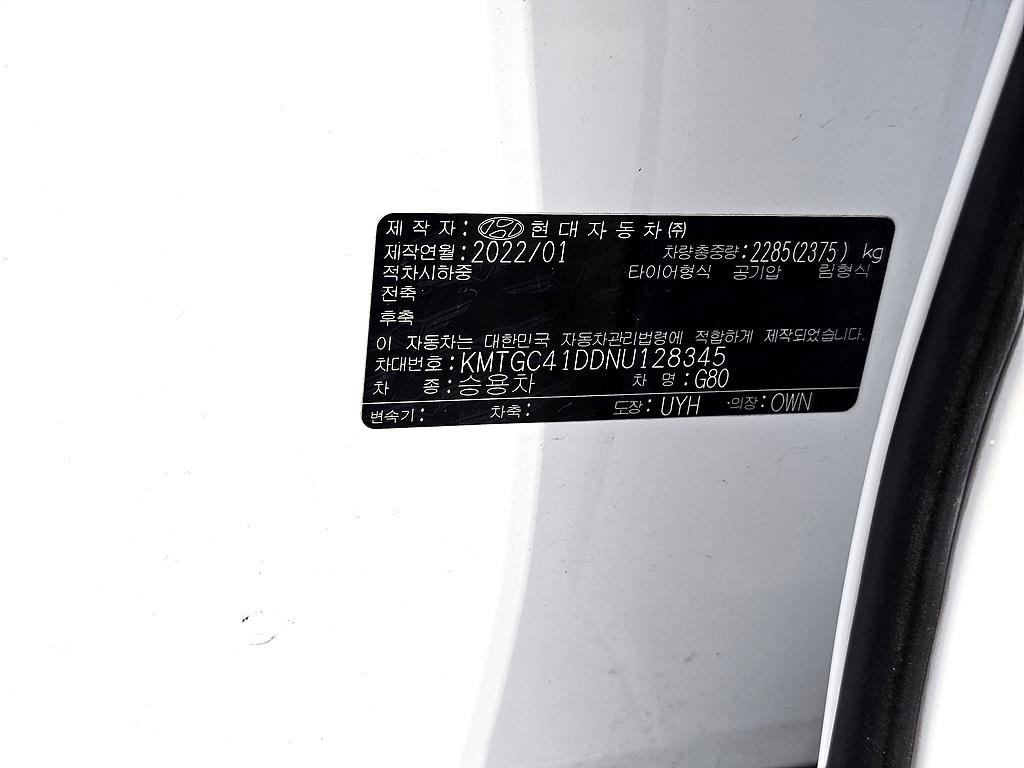 제 작 자 : 현 대 자 동 차 ㈜
제작연월 : 2022/01 차량총중량 : 2285(2375) kg
적차시하중 타이어형식 공기압 림형식
전축
후축
이 자동차는 대한민국 자동차관리법령에 적합하게 제작되었습니다.
차대번호 : KMTGC41DDNU128345
차 종 : 승용차 차 명 : G80
변속기 : 차축 : 도장 : UYH 의장 : OWN